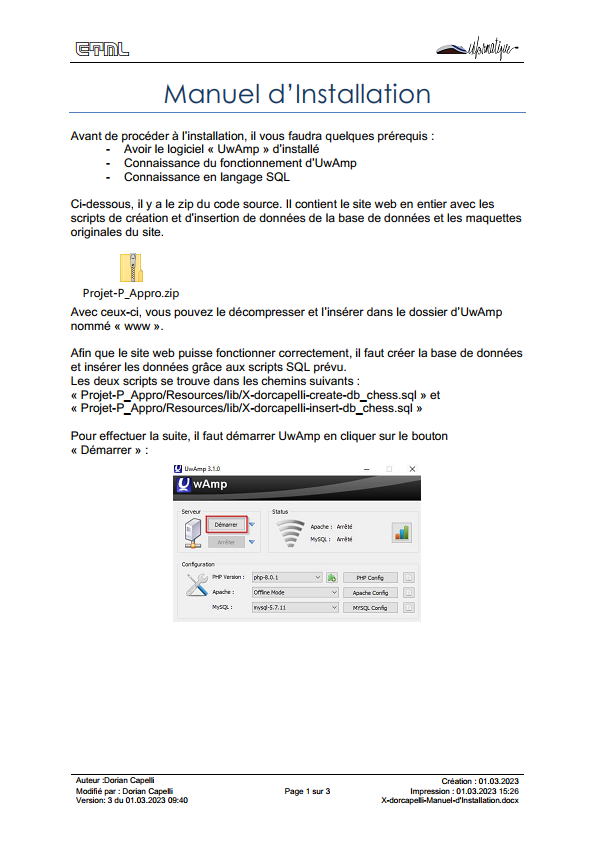 ETML
informatique
Manuel d'Installation
Avant de procéder à l'installation, il vous faudra quelques prérequis :
- Avoir le logiciel « UwAmp » d'installé
- Connaissance du fonctionnement d'UwAmp
- Connaissance en langage SQL
Ci-dessous, il y a le zip du code source. Il contient le site web en entier avec les
scripts de création et d'insertion de données de la base de données et les maquettes
originales du site.
Projet-P_Appro.zip
Avec ceux-ci, vous pouvez le décompresser et l'insérer dans le dossier d'UwAmp
nommé « www ».
Afin que le site web puisse fonctionner correctement, il faut créer la base de données
et insérer les données grâce aux scripts SQL prévu.
Les deux scripts se trouve dans les chemins suivants :
« Projet-P_Appro/Resources/lib/X-dorcapelli-create-db_chess.sql » et
« Projet-P_Appro/Resources/lib/X-dorcapelli-insert-db_chess.sql »
Pour effectuer la suite, il faut démarrer UwAmp en cliquer sur le bouton
« Démarrer » :
UwAmp 3.1.0
wAmp
Serveur
Démarrer
Arrêter
Status
Apache : Arrêté
MySQL : Arrêté
Configuration
PHP Version : php-8.0.1 PHP Config
Apache : Offline Mode Apache Config
MySQL : mysql-5.7.11 MYSQL Config
Auteur :Dorian Capelli
Création : 01.03.2023
Modifié par : Dorian Capelli
Page 1 sur 3
Impression : 01.03.2023 15:26
Version: 3 du 01.03.2023 09:40
X-dorcapelli-Manuel-d'Installation.docx